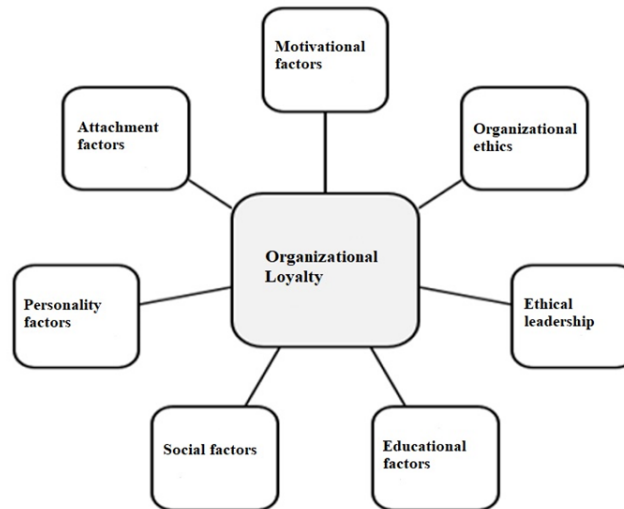 Motivational
factors
Attachment
factors
Organizational
ethics
Organizational
Loyalty
Personality
factors
Ethical
leadership
Social factors
Educational
factors